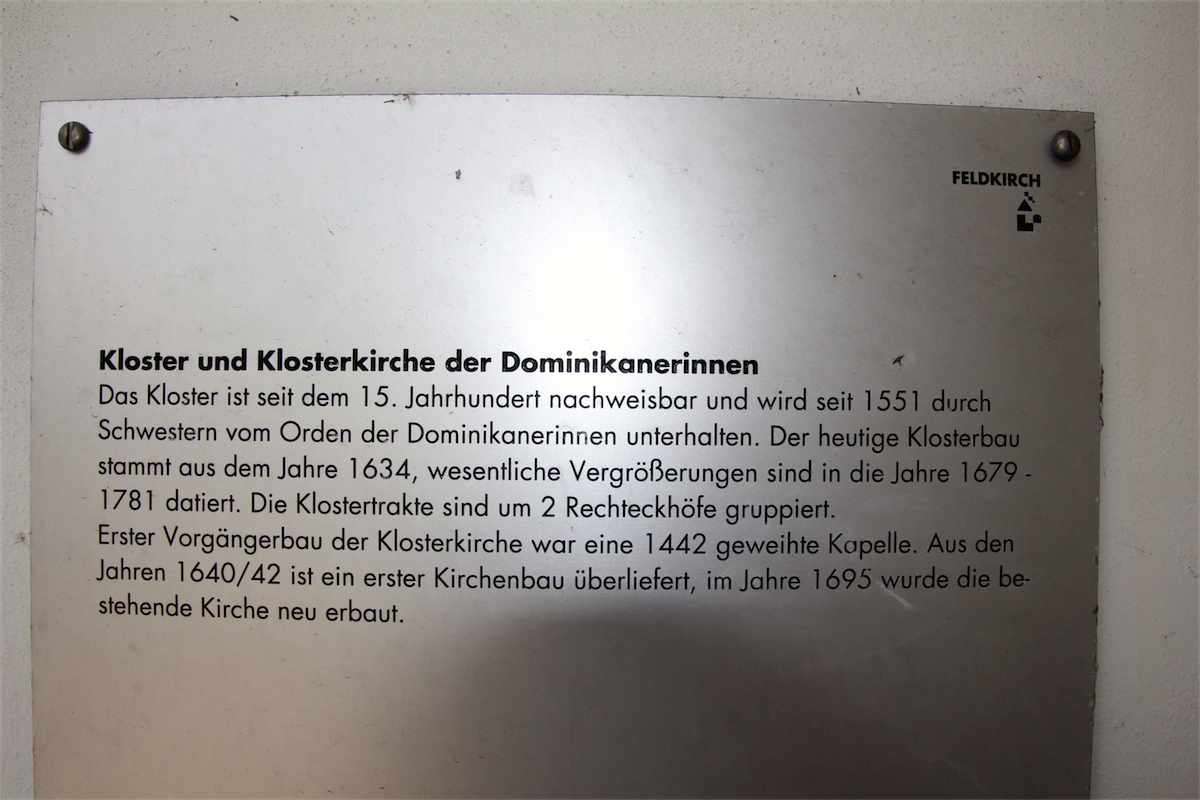 FELDKIRCH
Kloster und Klosterkirche der Dominikanerinnen
Das Kloster ist seit dem 15. Jahrhundert nachweisbar und wird seit 1551 durch
Schwestern vom Orden der Dominikanerinnen unterhalten. Der heutige Klosterbau
stammt aus dem Jahre 1634, wesentliche Vergrößerungen sind in die Jahre 1679 -
1781 datiert. Die Klostertrakte sind um 2 Rechteckhöfe gruppiert.
Erster Vorgängerbau der Klosterkirche war eine 1442 geweihte Kapelle. Aus den
Jahren 1640/42 ist ein erster Kirchenbau überliefert, im Jahre 1695 wurde die be-
stehende Kirche neu erbaut.